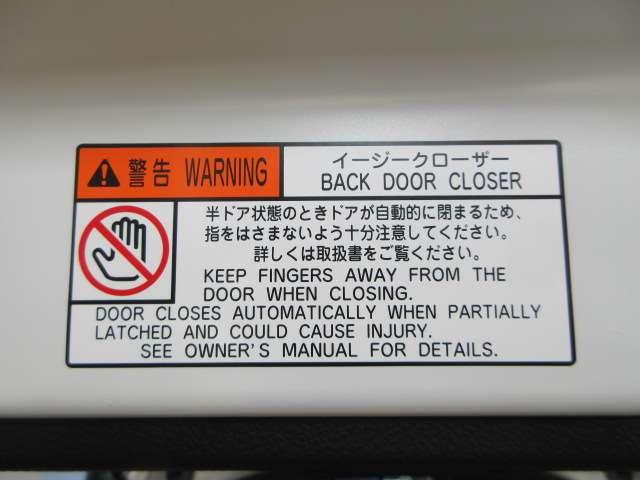 警告 WARNING
イージークローザー
BACK DOOR CLOSER
半ドア状態のときドアが自動的に閉まるため、
指をはさまないよう十分注意してください。
詳しくは取扱書をご覧ください。
KEEP FINGERS AWAY FROM THE
DOOR WHEN CLOSING.
DOOR CLOSES AUTOMATICALLY WHEN PARTIALLY
LATCHED AND COULD CAUSE INJURY.
SEE OWNER'S MANUAL FOR DETAILS.